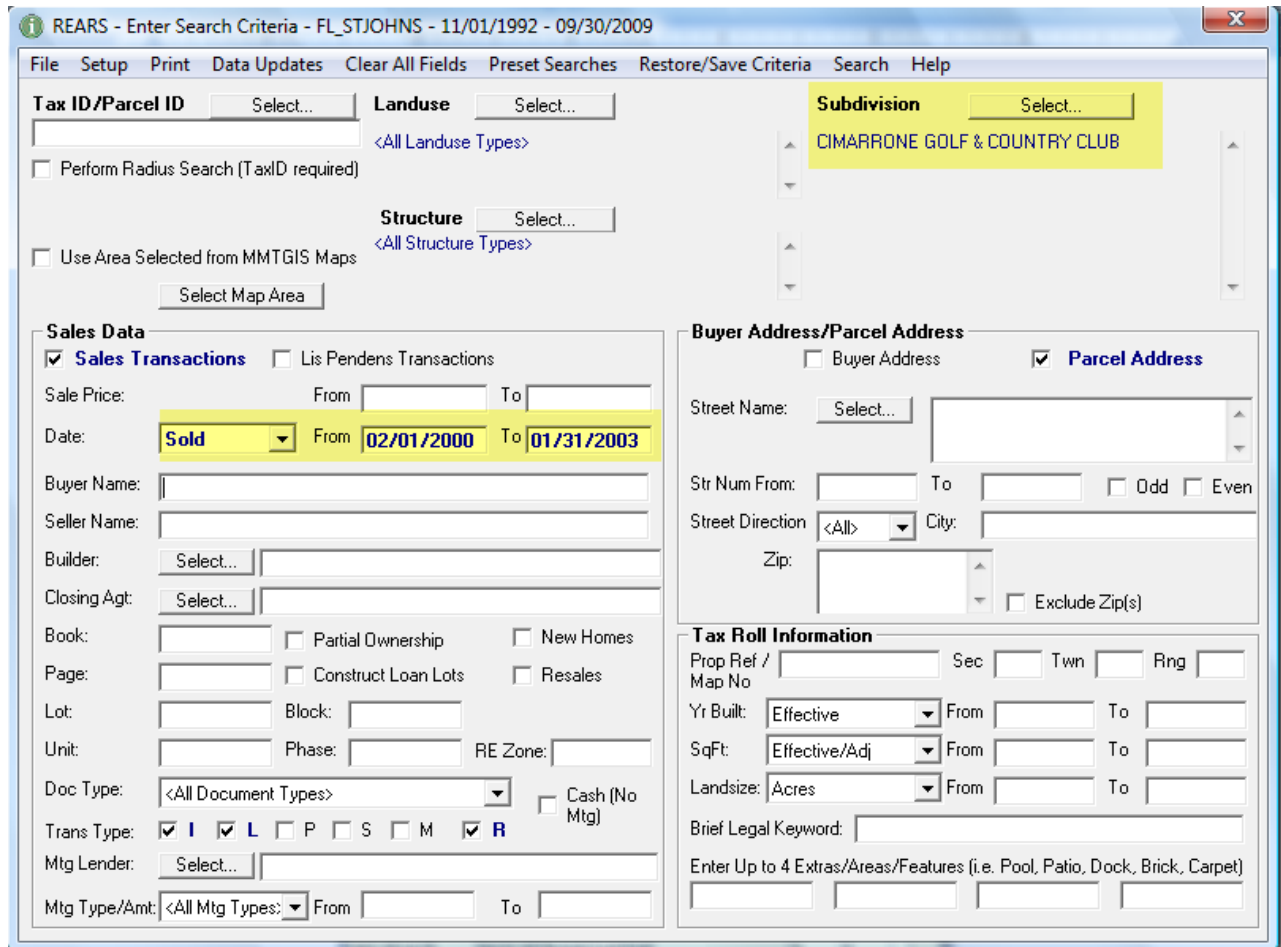 REARS - Enter Search Criteria - FL_STJOHNS - 11/01/1992 - 09/30/2009
File Setup Print Data Updates Clear All Fields Preset Searches Restore/Save Criteria Search Help
Tax ID/Parcel ID Select... Landuse Select... Subdivision Select...
<All Landuse Types> CIMARRONE GOLF & COUNTRY CLUB
Perform Radius Search (TaxID required)
Structure Select...
<All Structure Types>
Use Area Selected from MMTGIS Maps
Select Map Area
Sales Data
Sales Transactions Lis Pendens Transactions
Sale Price: From To
Date: Sold From 02/01/2000 To 01/31/2003
Buyer Name:
Seller Name:
Builder: Select...
Closing Agt: Select...
Book: Partial Ownership New Homes
Page: Construct Loan Lots Resales
Lot: Block:
Unit: Phase: RE Zone:
Doc Type: <All Document Types> Cash (No
Mtg)
Trans Type: I L P S M R
Mtg Lender: Select...
Mtg Type/Amt: <All Mtg Types> From To
Buyer Address/Parcel Address
Buyer Address Parcel Address
Street Name: Select...
Str Num From: To Odd Even
Street Direction <All> City:
Zip:
Exclude Zip(s)
Tax Roll Information
Prop Ref / Sec Twn Rng
Map No
Yr Built: Effective From To
SqFt: Effective/Adj From To
Landsize: Acres From To
Brief Legal Keyword:
Enter Up to 4 Extras/Areas/Features (i.e. Pool, Patio, Dock, Brick, Carpet)